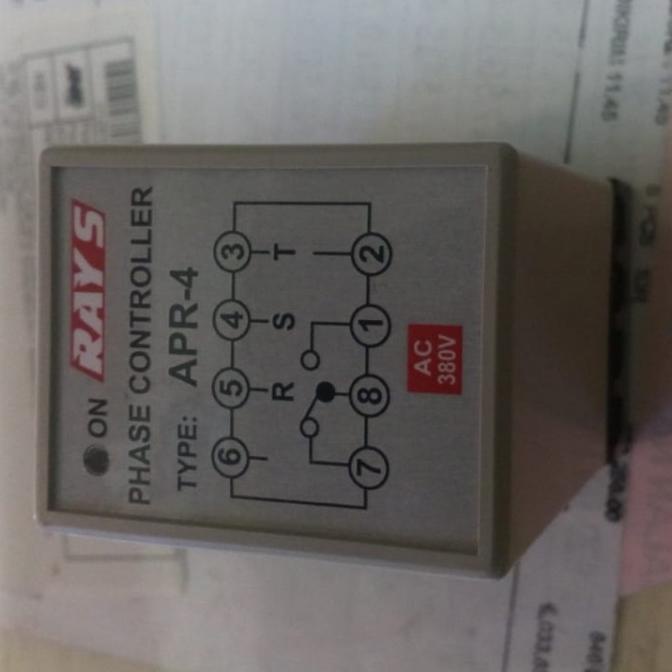 ON RAYS
PHASE CONTROLLER
TYPE: APR-4
6 5 4 3
R S T
7 8 1 2
AC
380V